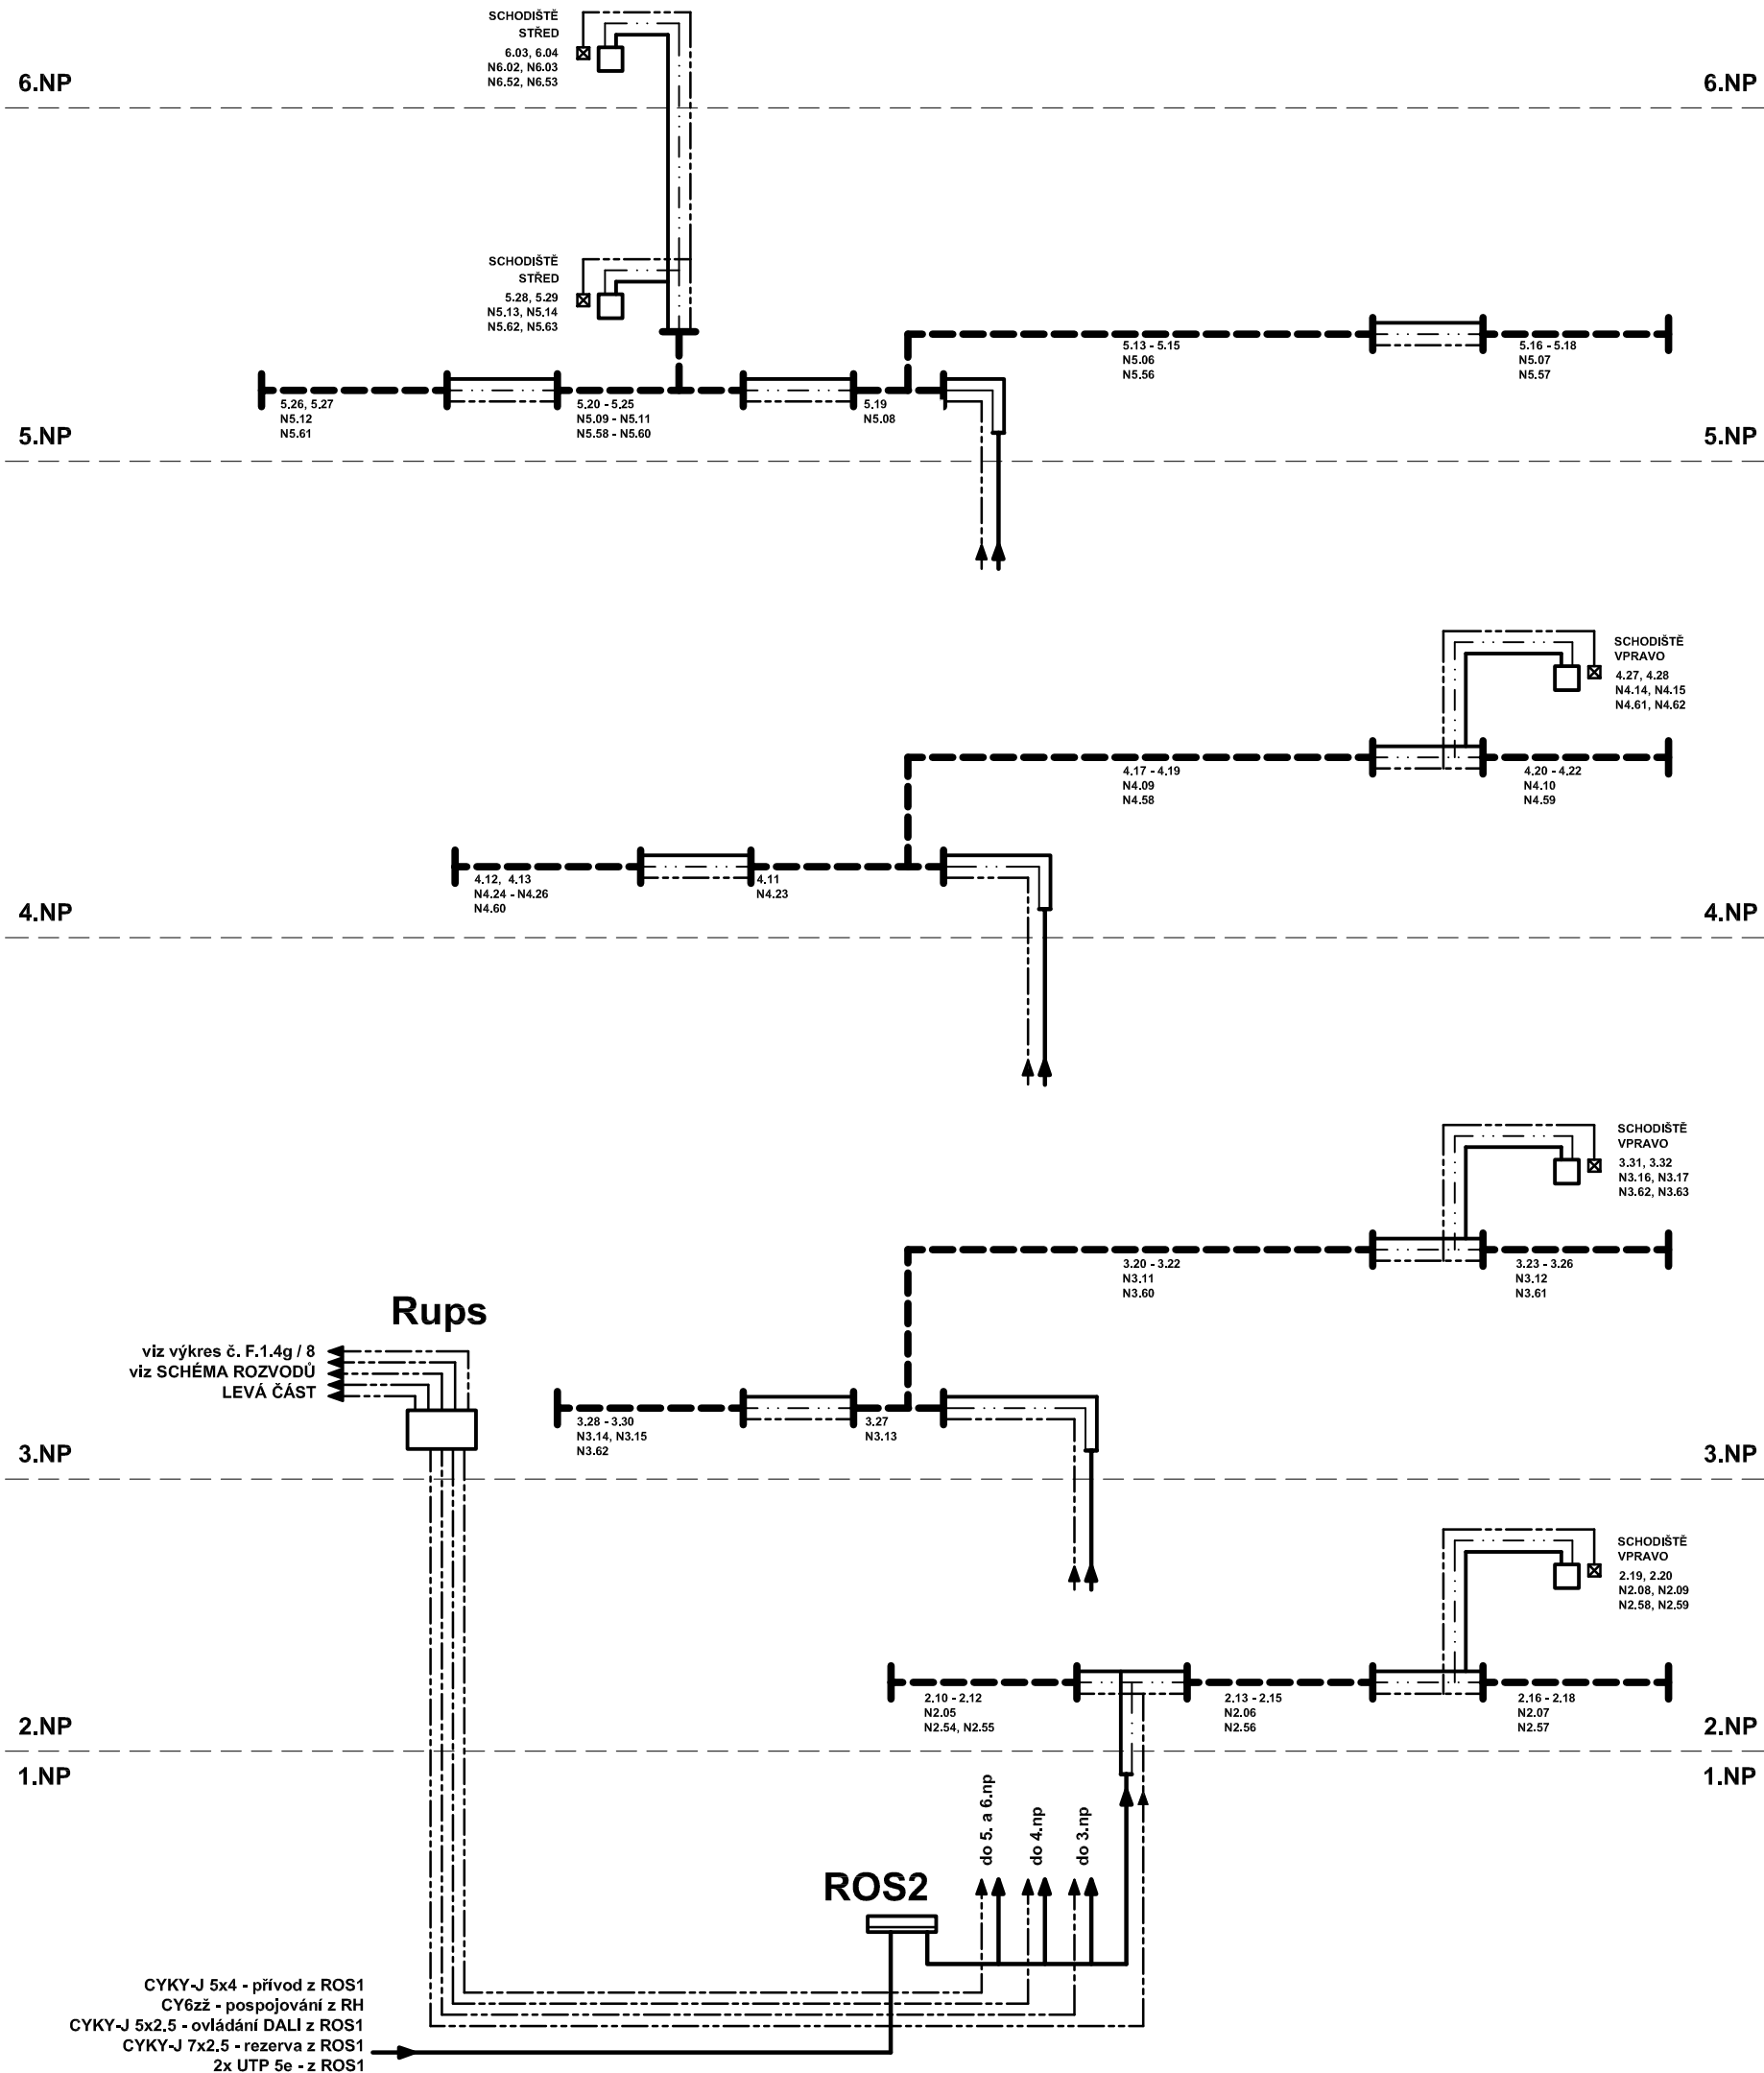 SCHODIŠTĚ
STŘED
6.03, 6.04
N6.02, N6.03
N6.52, N6.53
6.NP
6.NP
SCHODIŠTĚ
STŘED
5.28, 5.29
N5.13, N5.14
N5.62, N5.63
5.13 - 5.15
N5.06
N5.56
5.16 - 5.18
N5.07
N5.57
5.26, 5.27
N5.12
N5.61
5.20 - 5.25
N5.09 - N5.11
N5.58 - N5.60
5.19
N5.08
5.NP
5.NP
SCHODIŠTĚ
VPRAVO
4.27, 4.28
N4.14, N4.15
N4.61, N4.62
4.17 - 4.19
N4.09
N4.58
4.20 - 4.22
N4.10
N4.59
4.12, 4.13
N4.24 - N4.26
N4.60
4.11
N4.23
4.NP
4.NP
SCHODIŠTĚ
VPRAVO
3.31, 3.32
N3.16, N3.17
N3.62, N3.63
3.20 - 3.22
N3.11
N3.60
3.23 - 3.26
N3.12
N3.61
Rups
viz výkres č. F.1.4g / 8
viz SCHÉMA ROZVODŮ
LEVÁ ČÁST
3.28 - 3.30
N3.14, N3.15
N3.62
3.27
N3.13
3.NP
3.NP
SCHODIŠTĚ
VPRAVO
2.19, 2.20
N2.08, N2.09
N2.58, N2.59
2.10 - 2.12
N2.05
N2.54, N2.55
2.13 - 2.15
N2.06
N2.56
2.16 - 2.18
N2.07
N2.57
2.NP
2.NP
1.NP
1.NP
do 5. a 6.np
do 4.np
do 3.np
ROS2
CYKY-J 5x4 - přívod z ROS1
CY6zž - pospojování z RH
CYKY-J 5x2.5 - ovládání DALI z ROS1
CYKY-J 7x2.5 - rezerva z ROS1
2x UTP 5e - z ROS1